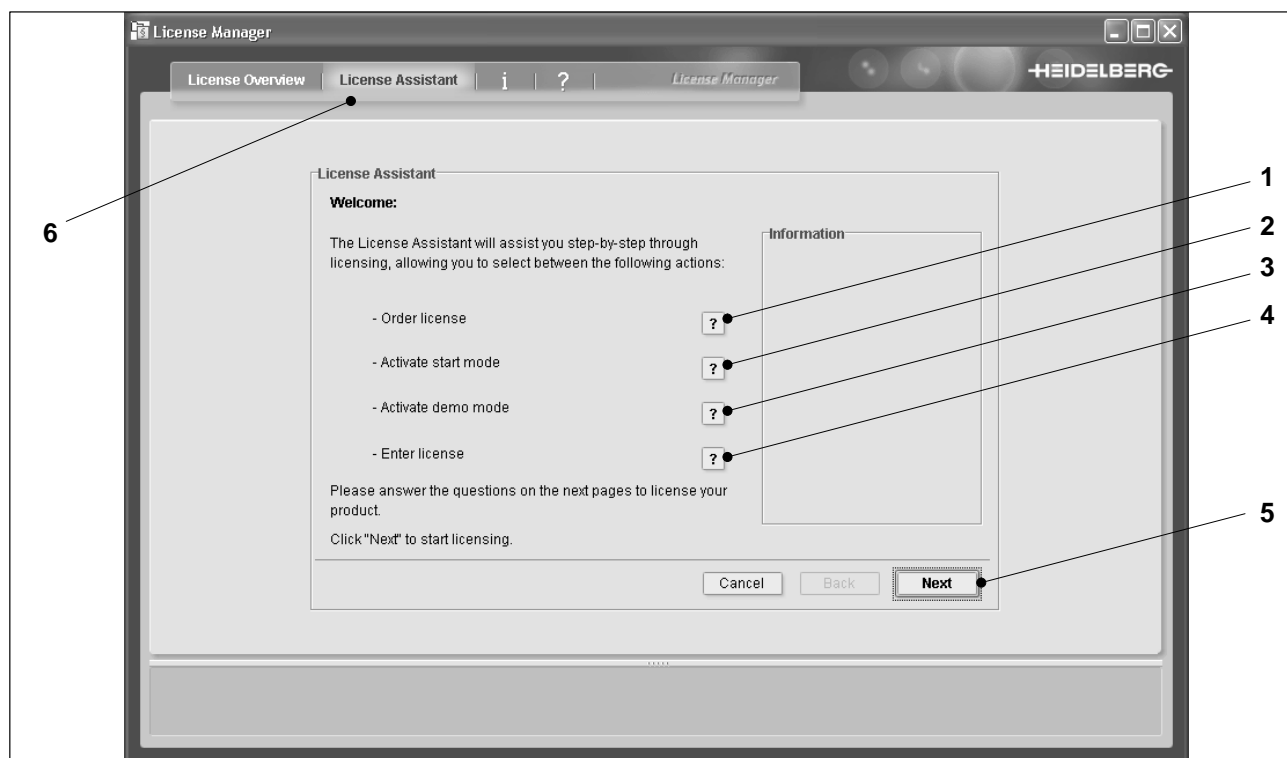 License Manager
License Overview License Assistant i ? License Manager HEIDELBERG
6
License Assistant
Welcome:
The License Assistant will assist you step-by-step through
licensing, allowing you to select between the following actions:
Information
- Order license ?
1
- Activate start mode ?
2
- Activate demo mode ?
3
- Enter license ?
4
Please answer the questions on the next pages to license your
product.
Click "Next" to start licensing.
Cancel Back Next
5